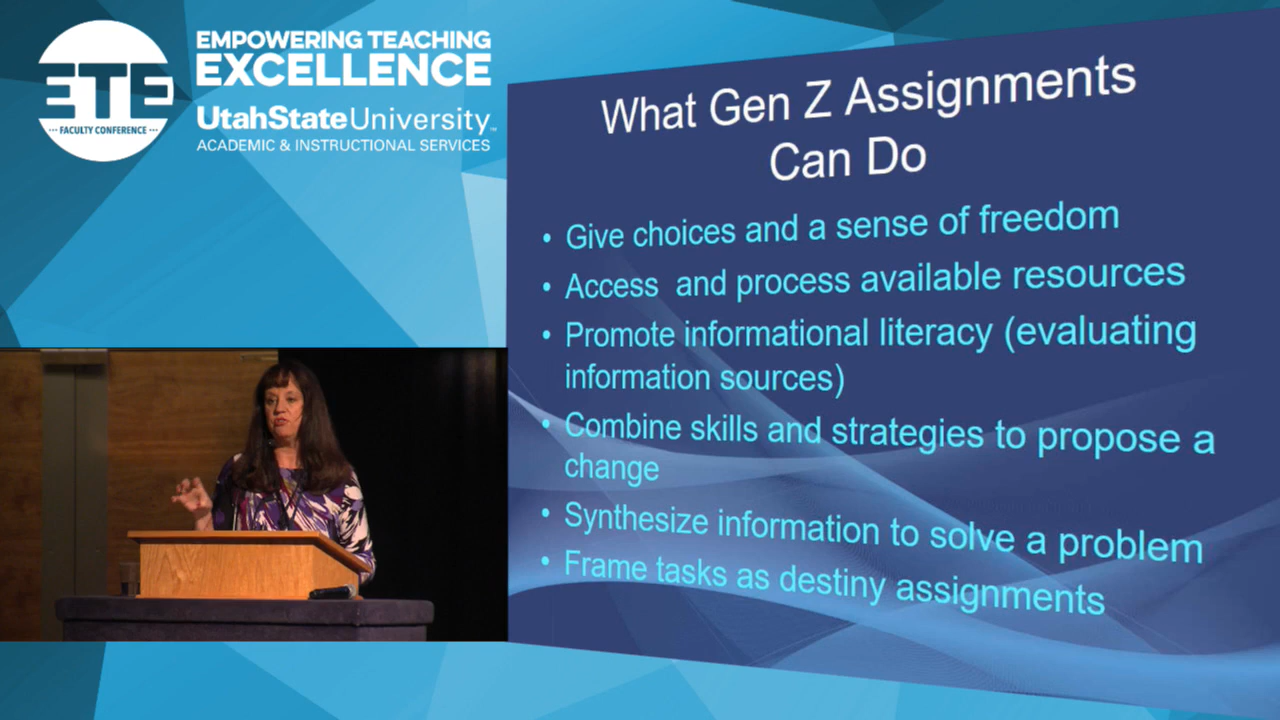 ETE
··· FACULTY CONFERENCE ···
EMPOWERING TEACHING
EXCELLENCE
UtahStateUniversity™
ACADEMIC & INSTRUCTIONAL SERVICES
What Gen Z Assignments
Can Do
• Give choices and a sense of freedom
• Access and process available resources
• Promote informational literacy (evaluating
information sources)
• Combine skills and strategies to propose a
change
• Synthesize information to solve a problem
• Frame tasks as destiny assignments